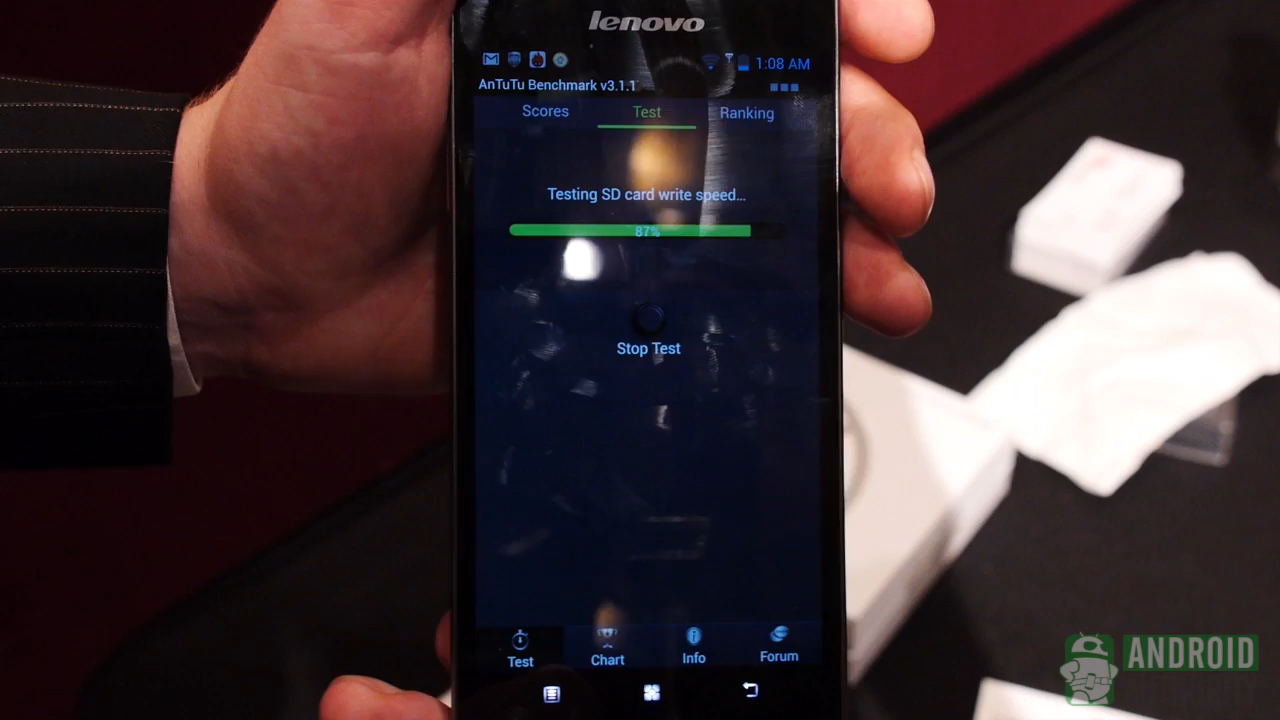 lenovo
1:08 AM
AnTuTu Benchmark v3.1.1
Scores Test Ranking
Testing SD card write speed...
87%
Stop Test
Test Chart Info Forum
ANDROID
AUTHORITY